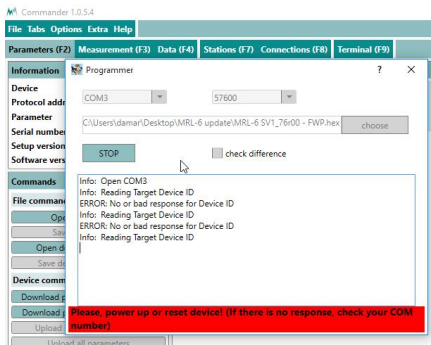 Commander 1.0.5.4
File Tabs Options Extra Help
Parameters (F2) Measurement (F3) Data (F4) Stations (F7) Connections (F8) Terminal (F9)
Information
Programmer ? X
Device
Protocol addr
Parameter
Serial number
Setup version
Software vers
COM3 57600
C:\Users\damar\Desktop\MRL-6 update\MRL-6 SV1_76r00 - FWP.hex choose
STOP check difference
Commands
File comman
Ope
Sav
Open d
Save de
Device comm
Download p
Download p
Upload
Upload all parameters
Info: Open COM3
Info: Reading Target Device ID
ERROR: No or bad response for Device ID
Info: Reading Target Device ID
ERROR: No or bad response for Device ID
Info: Reading Target Device ID
Please, power up or reset device! (If there is no response, check your COM
number)